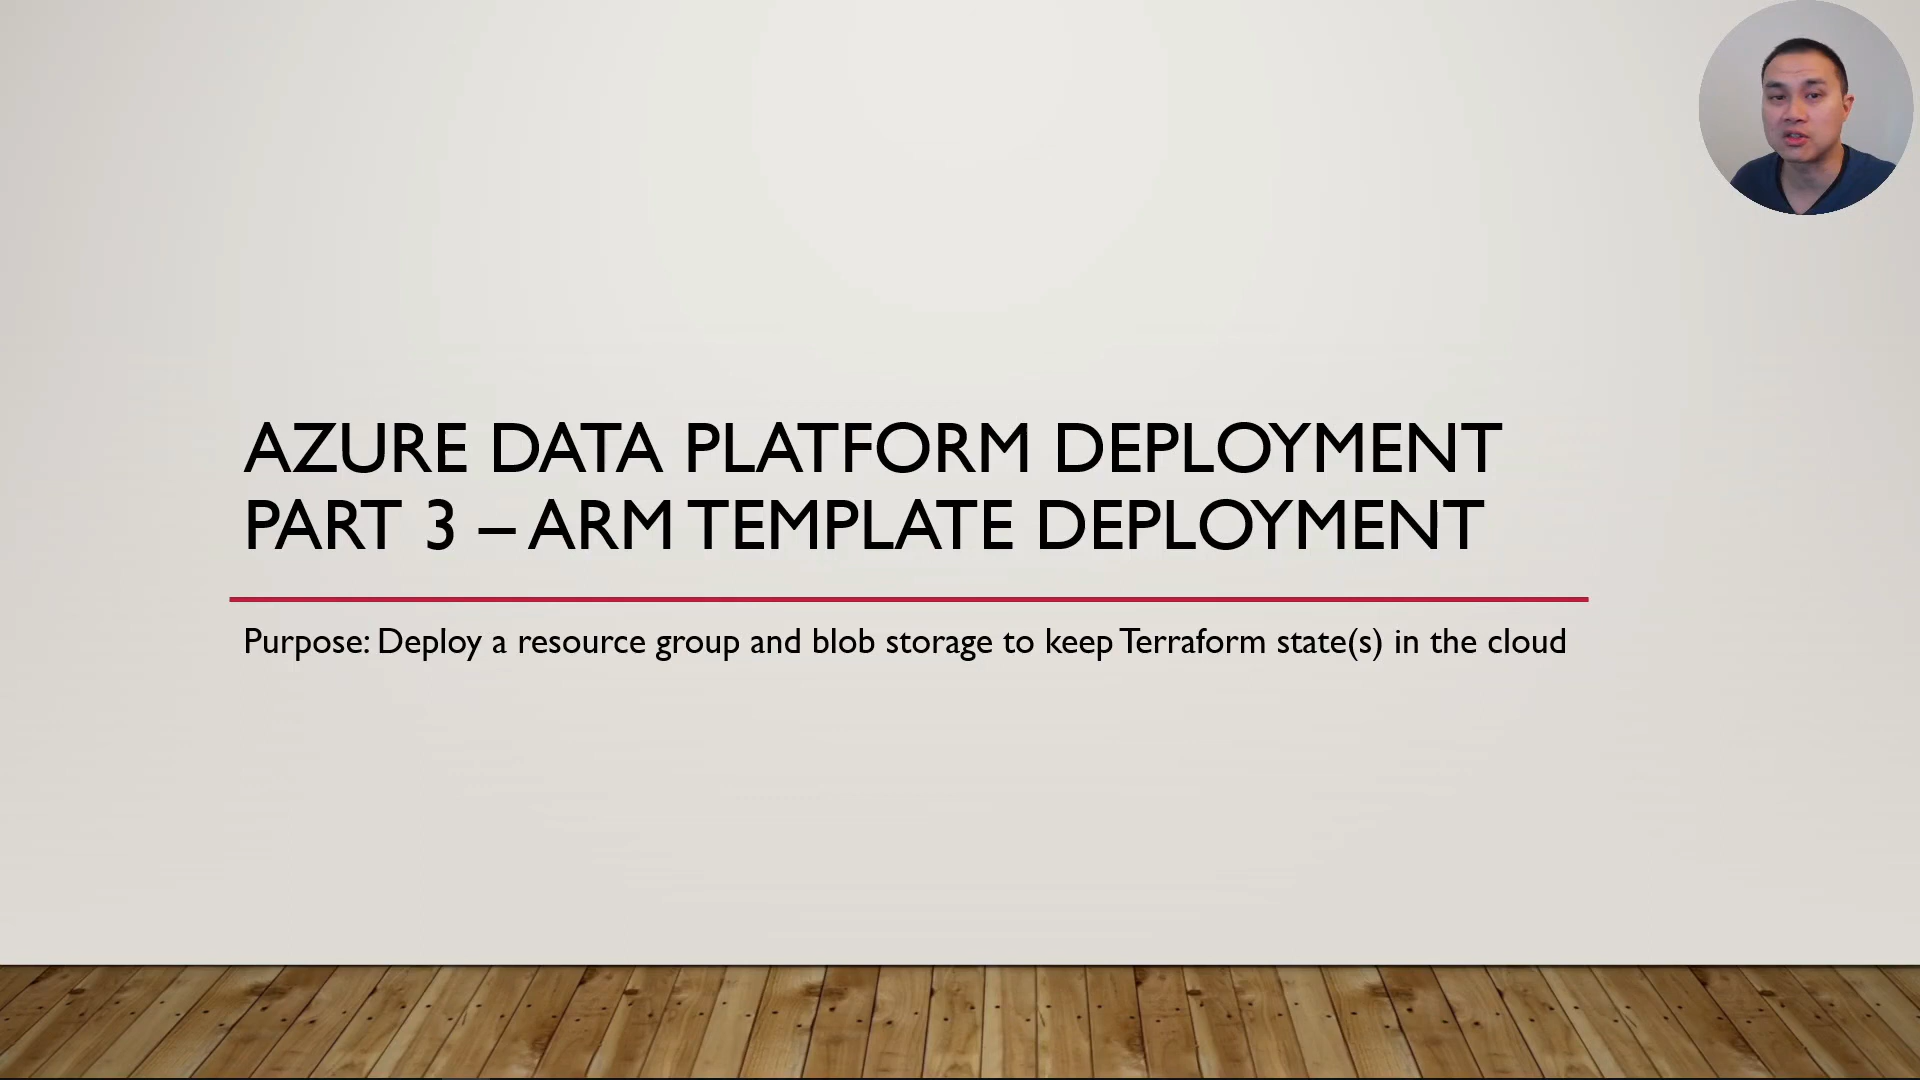 AZURE DATA PLATFORM DEPLOYMENT
PART 3 – ARM TEMPLATE DEPLOYMENT
Purpose: Deploy a resource group and blob storage to keep Terraform state(s) in the cloud